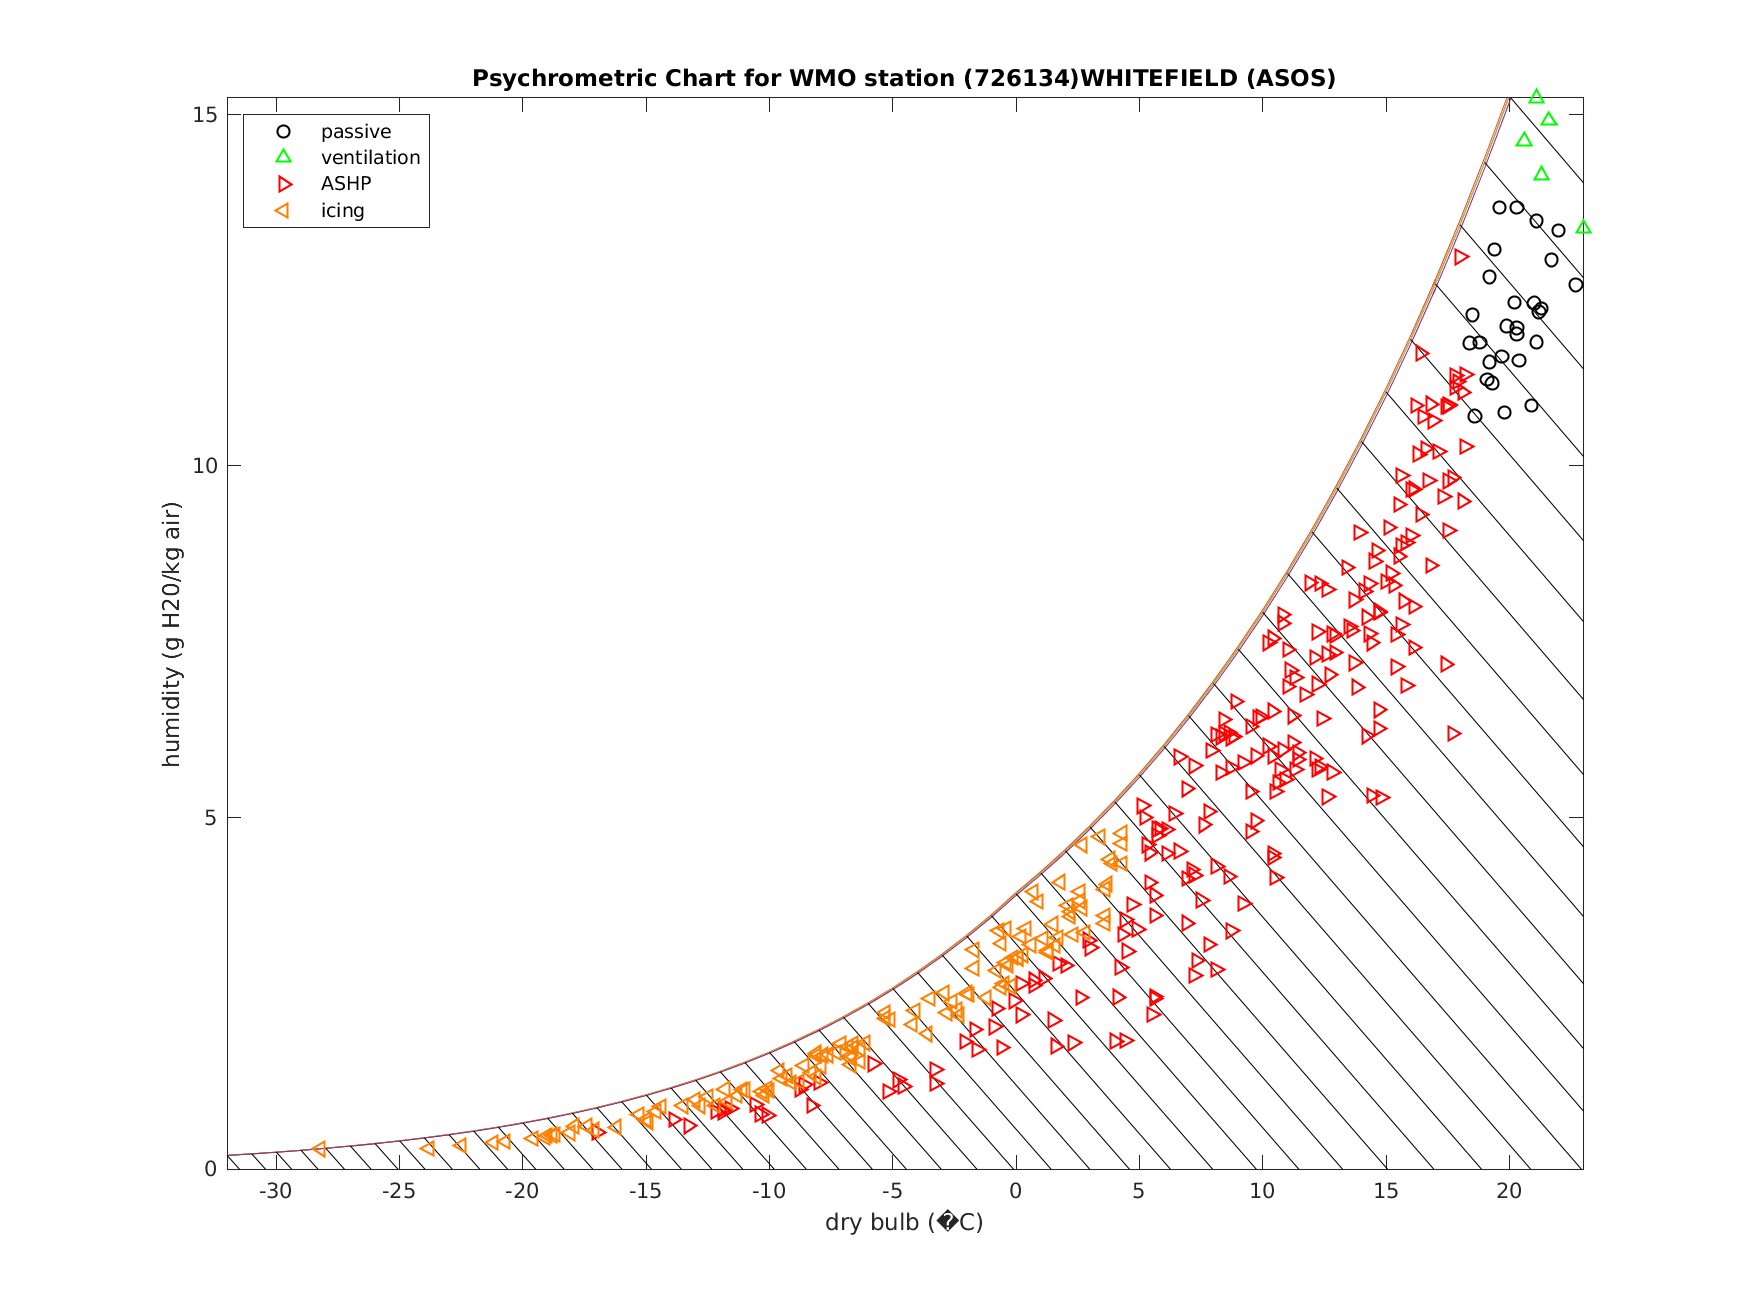 Psychrometric Chart for WMO station (726134)WHITEFIELD (ASOS)
passive
ventilation
ASHP
icing
humidity (g H20/kg air)
15
10
5
0
-30 -25 -20 -15 -10 -5 0 5 10 15 20
dry bulb (�C)